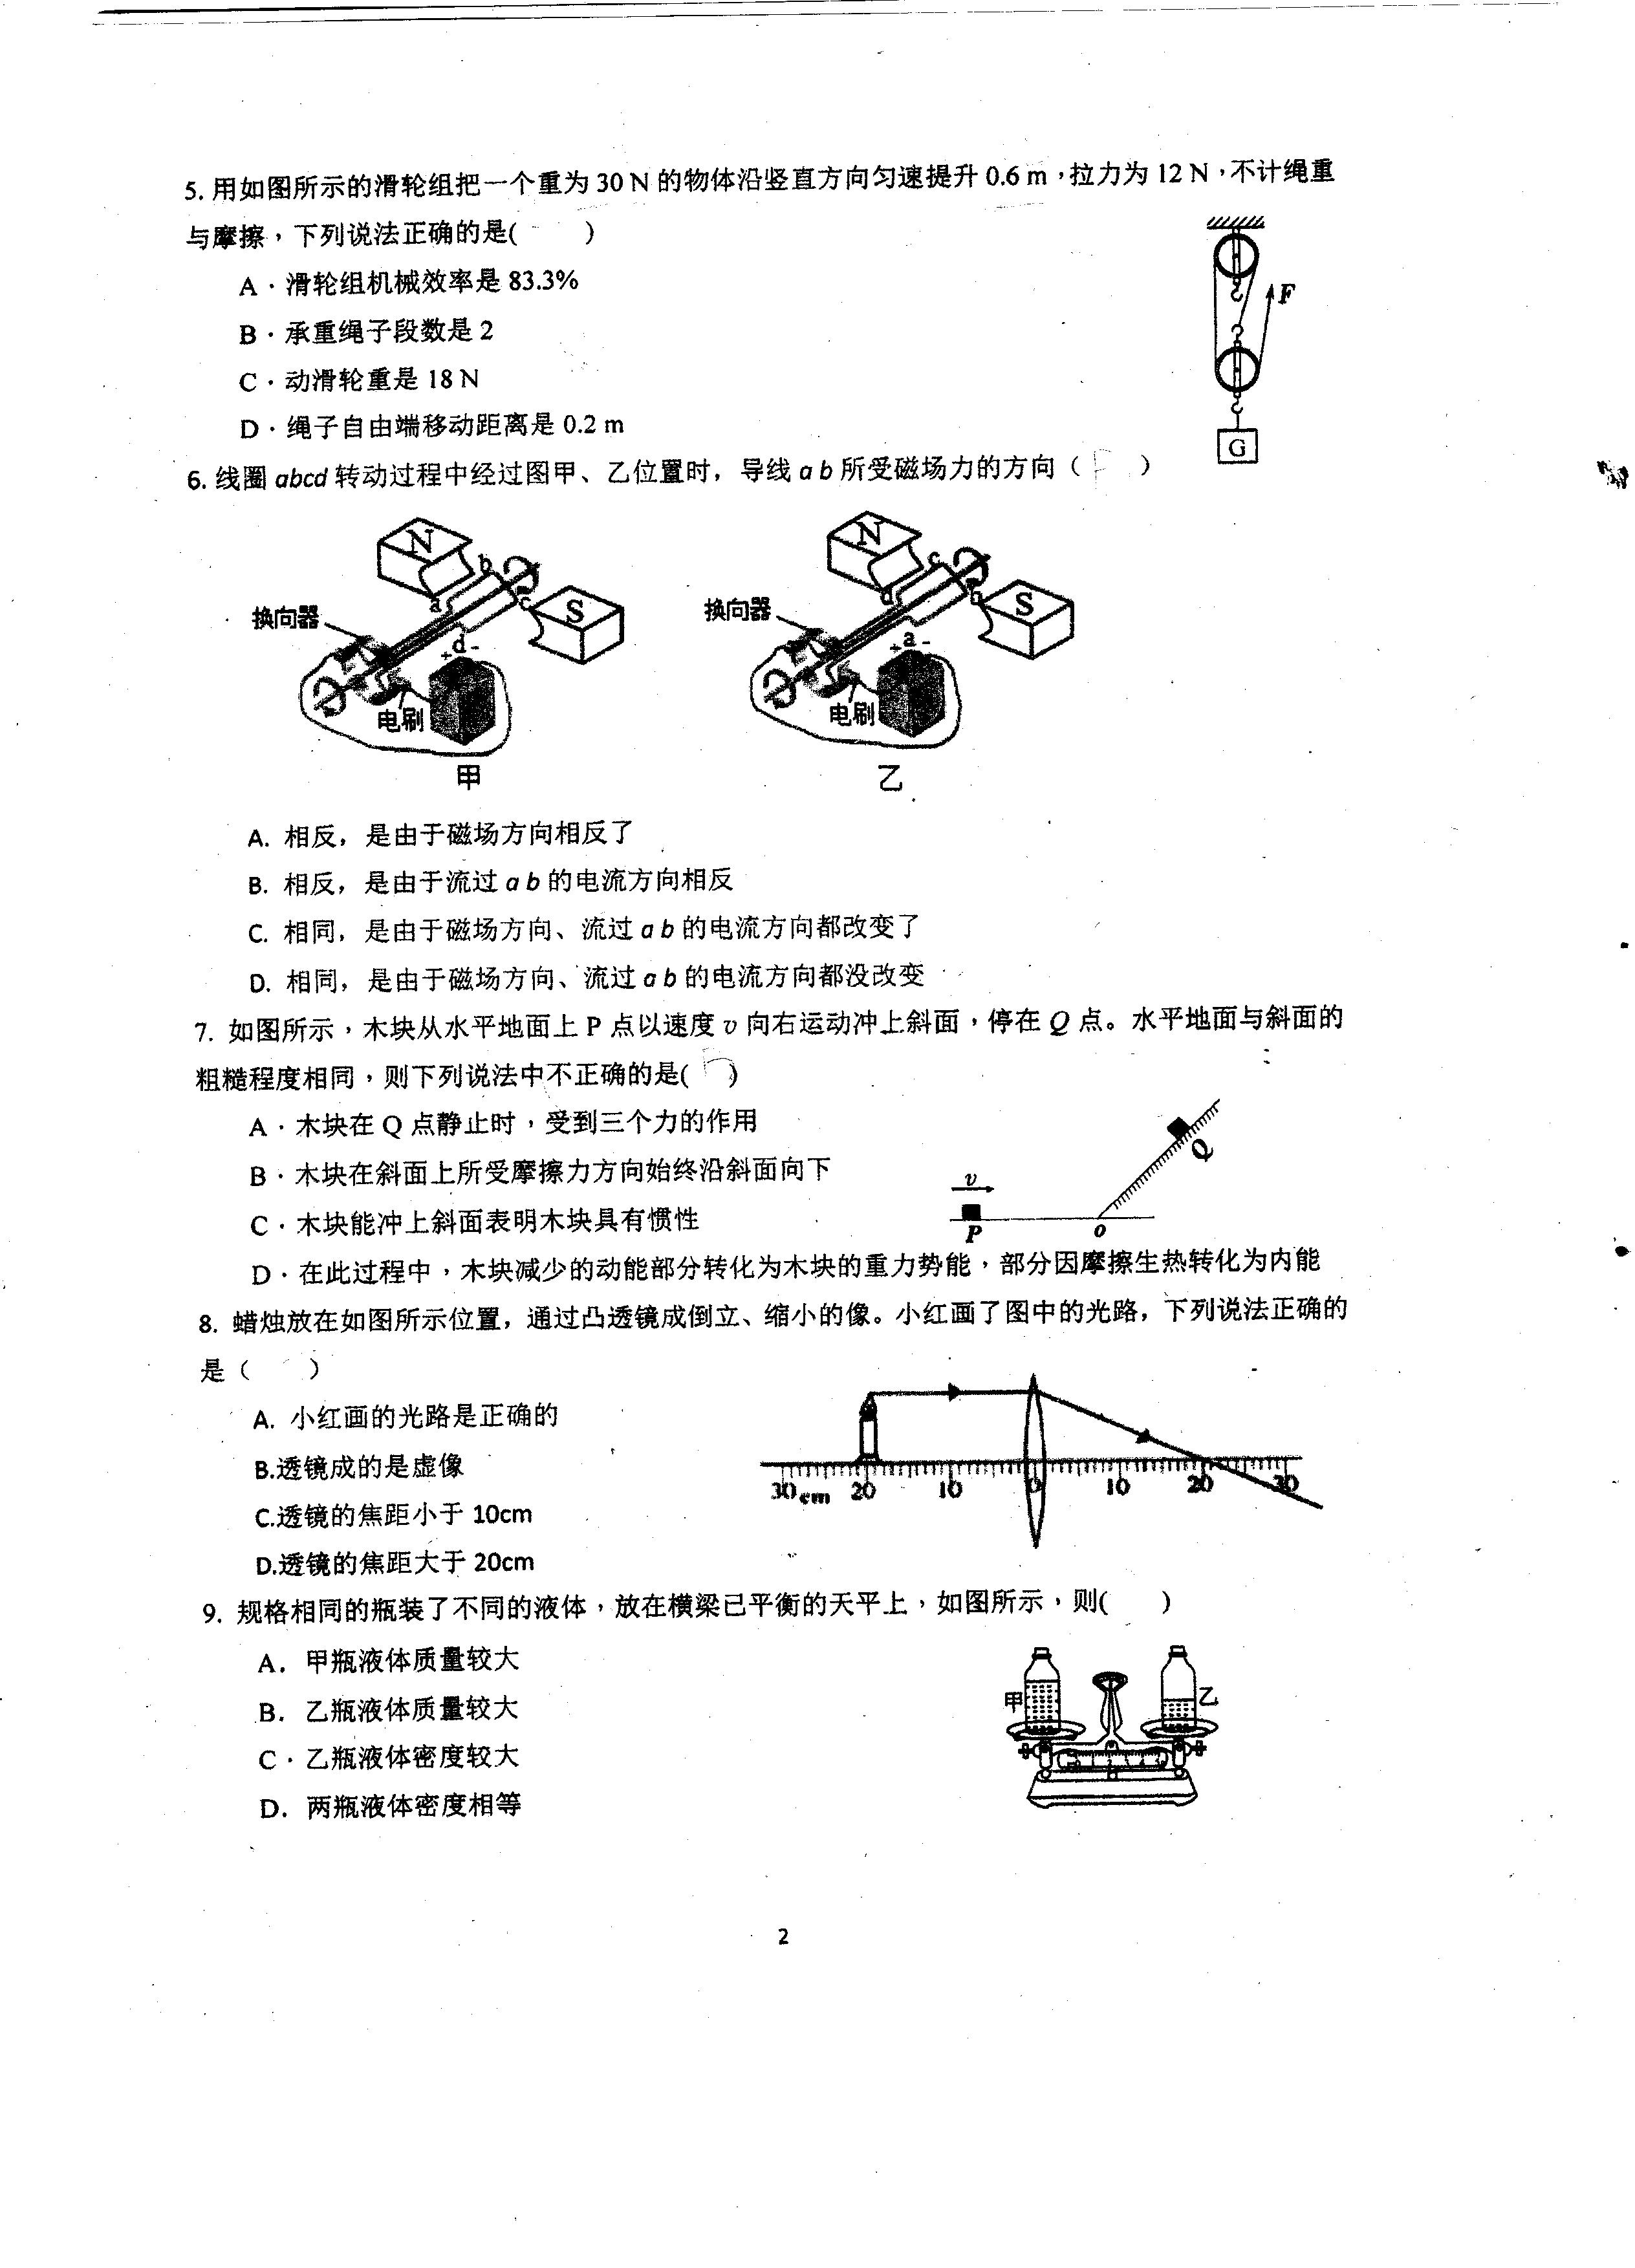 5. 用如图所示的滑轮组把一个重为 30 N 的物体沿竖直方向匀速提升 0.6 m，拉力为 12 N，不计绳重
与摩擦，下列说法正确的是(　　)
A．滑轮组机械效率是 83.3%
B．承重绳子段数是 2
C．动滑轮重是 18 N
D．绳子自由端移动距离是 0.2 m
F
G
6. 线圈 abcd 转动过程中经过图甲、乙位置时，导线 a b 所受磁场力的方向（　　）
N
b
a
c
S
换向器
d
+ -
电刷
甲
N
c
d
S
换向器
a
+ -
电刷
乙
A. 相反，是由于磁场方向相反了
B. 相反，是由于流过 a b 的电流方向相反
C. 相同，是由于磁场方向、流过 a b 的电流方向都改变了
D. 相同，是由于磁场方向、流过 a b 的电流方向都没改变
7. 如图所示，木块从水平地面上 P 点以速度 v 向右运动冲上斜面，停在 Q 点。水平地面与斜面的
粗糙程度相同，则下列说法中不正确的是(　　)
A．木块在 Q 点静止时，受到三个力的作用
B．木块在斜面上所受摩擦力方向始终沿斜面向下
C．木块能冲上斜面表明木块具有惯性
D．在此过程中，木块减少的动能部分转化为木块的重力势能，部分因摩擦生热转化为内能
v
P
o
Q
8. 蜡烛放在如图所示位置，通过凸透镜成倒立、缩小的像。小红画了图中的光路，下列说法正确的
是（　　）
A. 小红画的光路是正确的
B.透镜成的是虚像
C.透镜的焦距小于 10cm
D.透镜的焦距大于 20cm
30 cm 20 10 0 10 20 30
9. 规格相同的瓶装了不同的液体，放在横梁已平衡的天平上，如图所示，则(　　)
A．甲瓶液体质量较大
B．乙瓶液体质量较大
C．乙瓶液体密度较大
D．两瓶液体密度相等
甲
乙
2